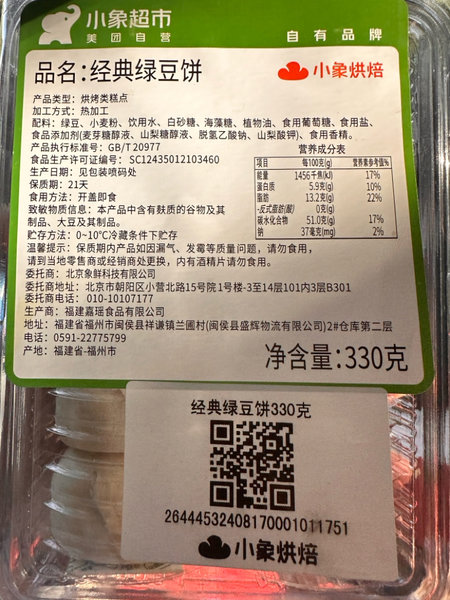 小象超市
美团自营
自有品牌
品名:经典绿豆饼
小象烘焙
产品类型: 烘烤类糕点
加工方式: 热加工
配料: 绿豆、小麦粉、饮用水、白砂糖、海藻糖、植物油、食用葡萄糖、食用盐、
食品添加剂(麦芽糖醇液、山梨糖醇液、脱氢乙酸钠、山梨酸钾)、食用香精。
产品执行标准号: GB/T 20977
食品生产许可证编号: SC12435012103460
生产日期: 见包装喷码处
保质期: 21天
食用方式: 开盖即食
致敏物质信息: 本产品中含有麸质的谷物及其
制品、大豆及其制品。
贮存方法: 0~10℃冷藏条件下贮存
营养成分表
项目 每100克(g) 营养素参考值%
能量 1456千焦(kJ) 17%
蛋白质 5.9克(g) 10%
脂肪 13.2克(g) 22%
-反式脂肪(酸) 0克(g)
碳水化合物 51.0克(g) 17%
钠 37毫克(mg) 2%
温馨提示: 保质期内产品如因漏气、发霉等质量问题，请勿食用，
请到当地零售商或经销商处更换，内有酒精片请勿食用。
委托商: 北京象鲜科技有限公司
地址: 北京市朝阳区小营北路15号院1号楼-3至14层101内3层B301
委托商电话: 010-10107177
生产商: 福建嘉瑶食品有限公司
地址: 福建省福州市闽侯县祥谦镇兰圃村(闽侯县盛辉物流有限公司)2#仓库第二层
电话: 0591-22775799
产地: 福建省-福州市
净含量:330克
经典绿豆饼330克
26444532408170001011751
小象烘焙